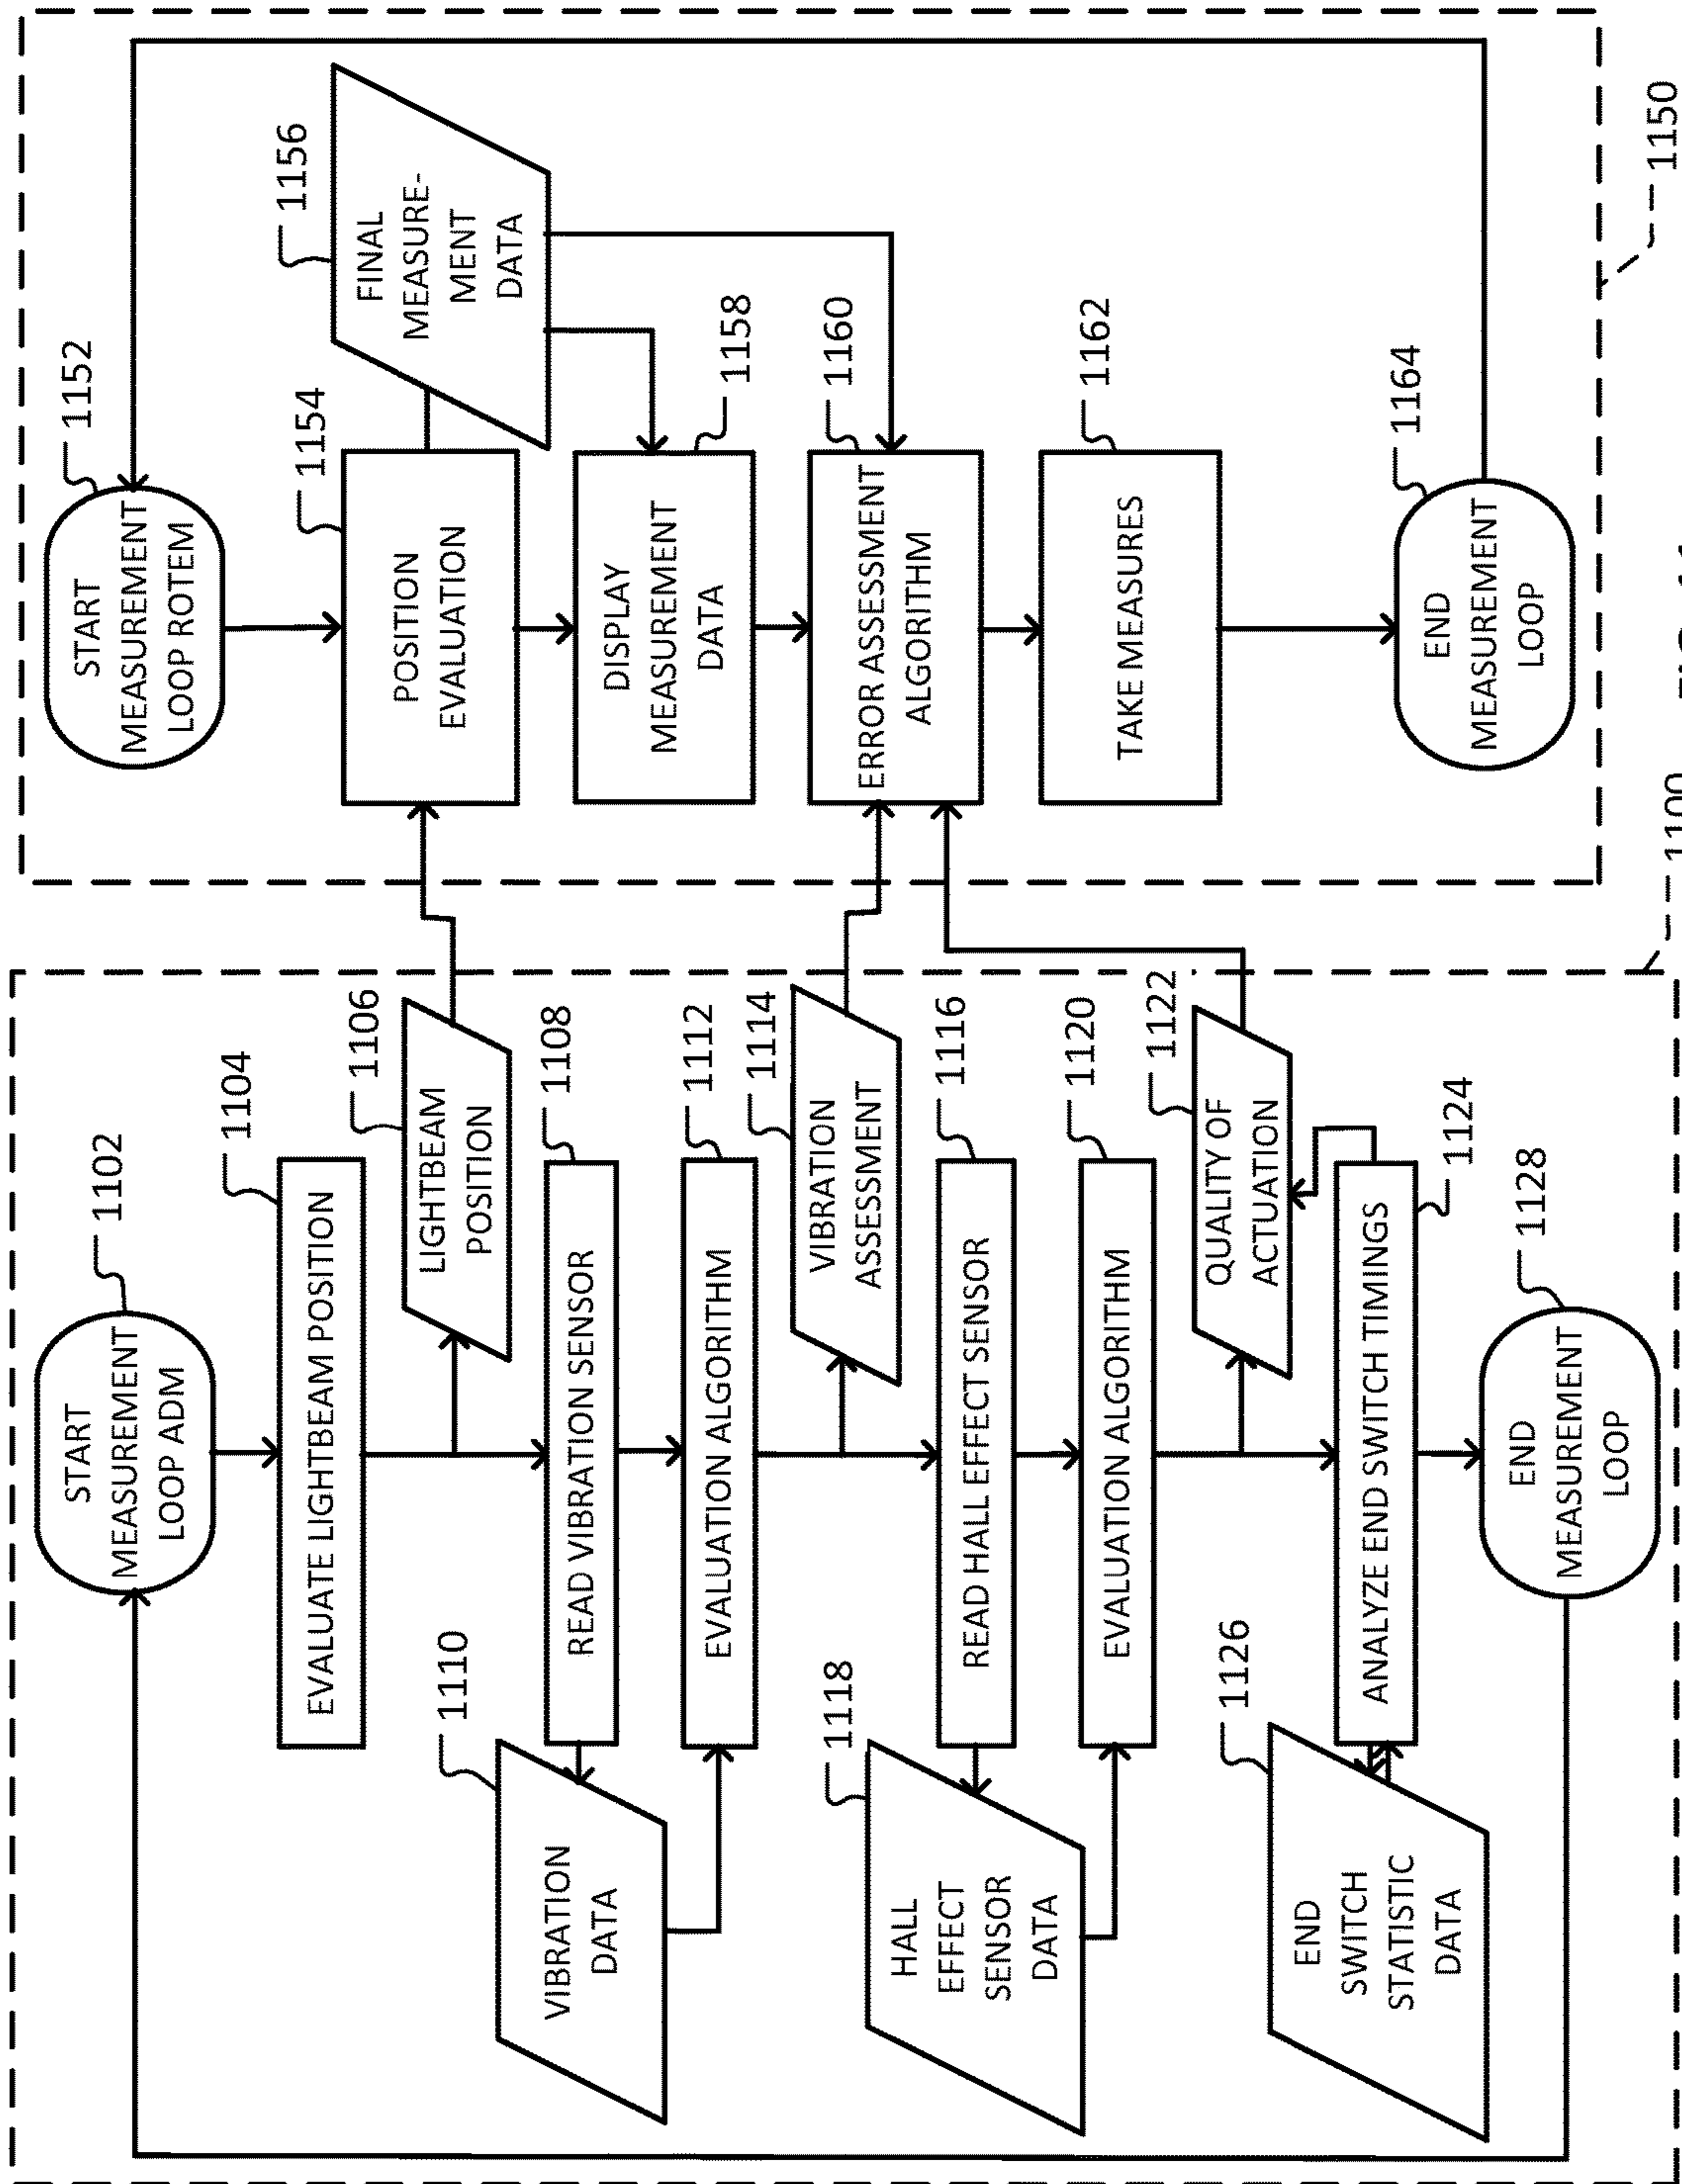 START
MEASUREMENT
LOOP ADM
1102
EVALUATE LIGHTBEAM POSITION
1104
LIGHTBEAM
POSITION
1106
READ VIBRATION SENSOR
1108
VIBRATION
DATA
1110
EVALUATION ALGORITHM
1112
VIBRATION
ASSESSMENT
1114
READ HALL EFFECT SENSOR
1116
HALL
EFFECT
SENSOR
DATA
1118
EVALUATION ALGORITHM
1120
QUALITY OF
ACTUATION
1122
ANALYZE END SWITCH TIMINGS
1124
END
SWITCH
STATISTIC
DATA
1126
END
MEASUREMENT
LOOP
1128
1100
START
MEASUREMENT
LOOP ROTEM
1152
POSITION
EVALUATION
1154
FINAL
MEASURE-
MENT
DATA
1156
DISPLAY
MEASUREMENT
DATA
1158
ERROR ASSESSMENT
ALGORITHM
1160
TAKE MEASURES
1162
END
MEASUREMENT
LOOP
1164
1150